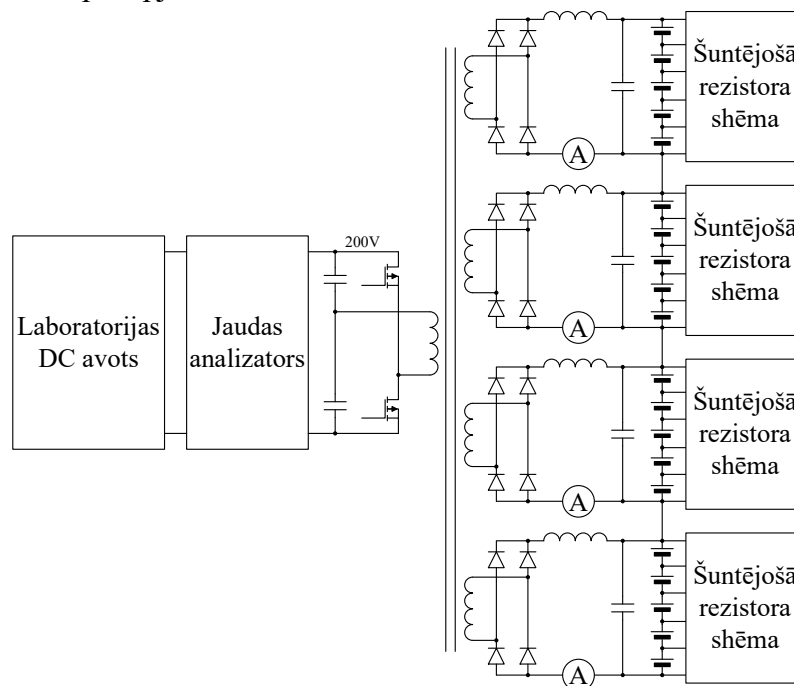 Šuntējošā
rezistora
shēma
A
Šuntējošā
rezistora
shēma
A
200V
Laboratorijas
DC avots
Jaudas
analizators
Šuntējošā
rezistora
shēma
A
Šuntējošā
rezistora
shēma
A